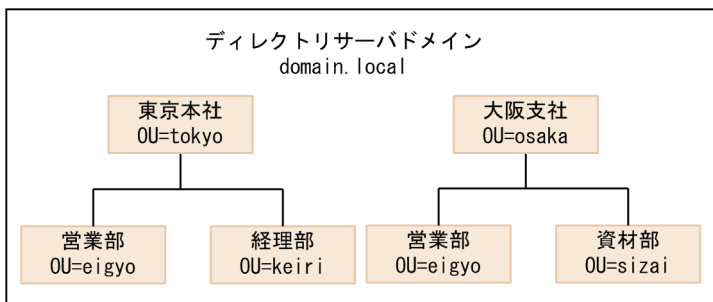 ディレクトリサーバドメイン
domain.local
東京本社
OU=tokyo
大阪支社
OU=osaka
営業部
OU=eigyo
経理部
OU=keiri
営業部
OU=eigyo
資材部
OU=sizai